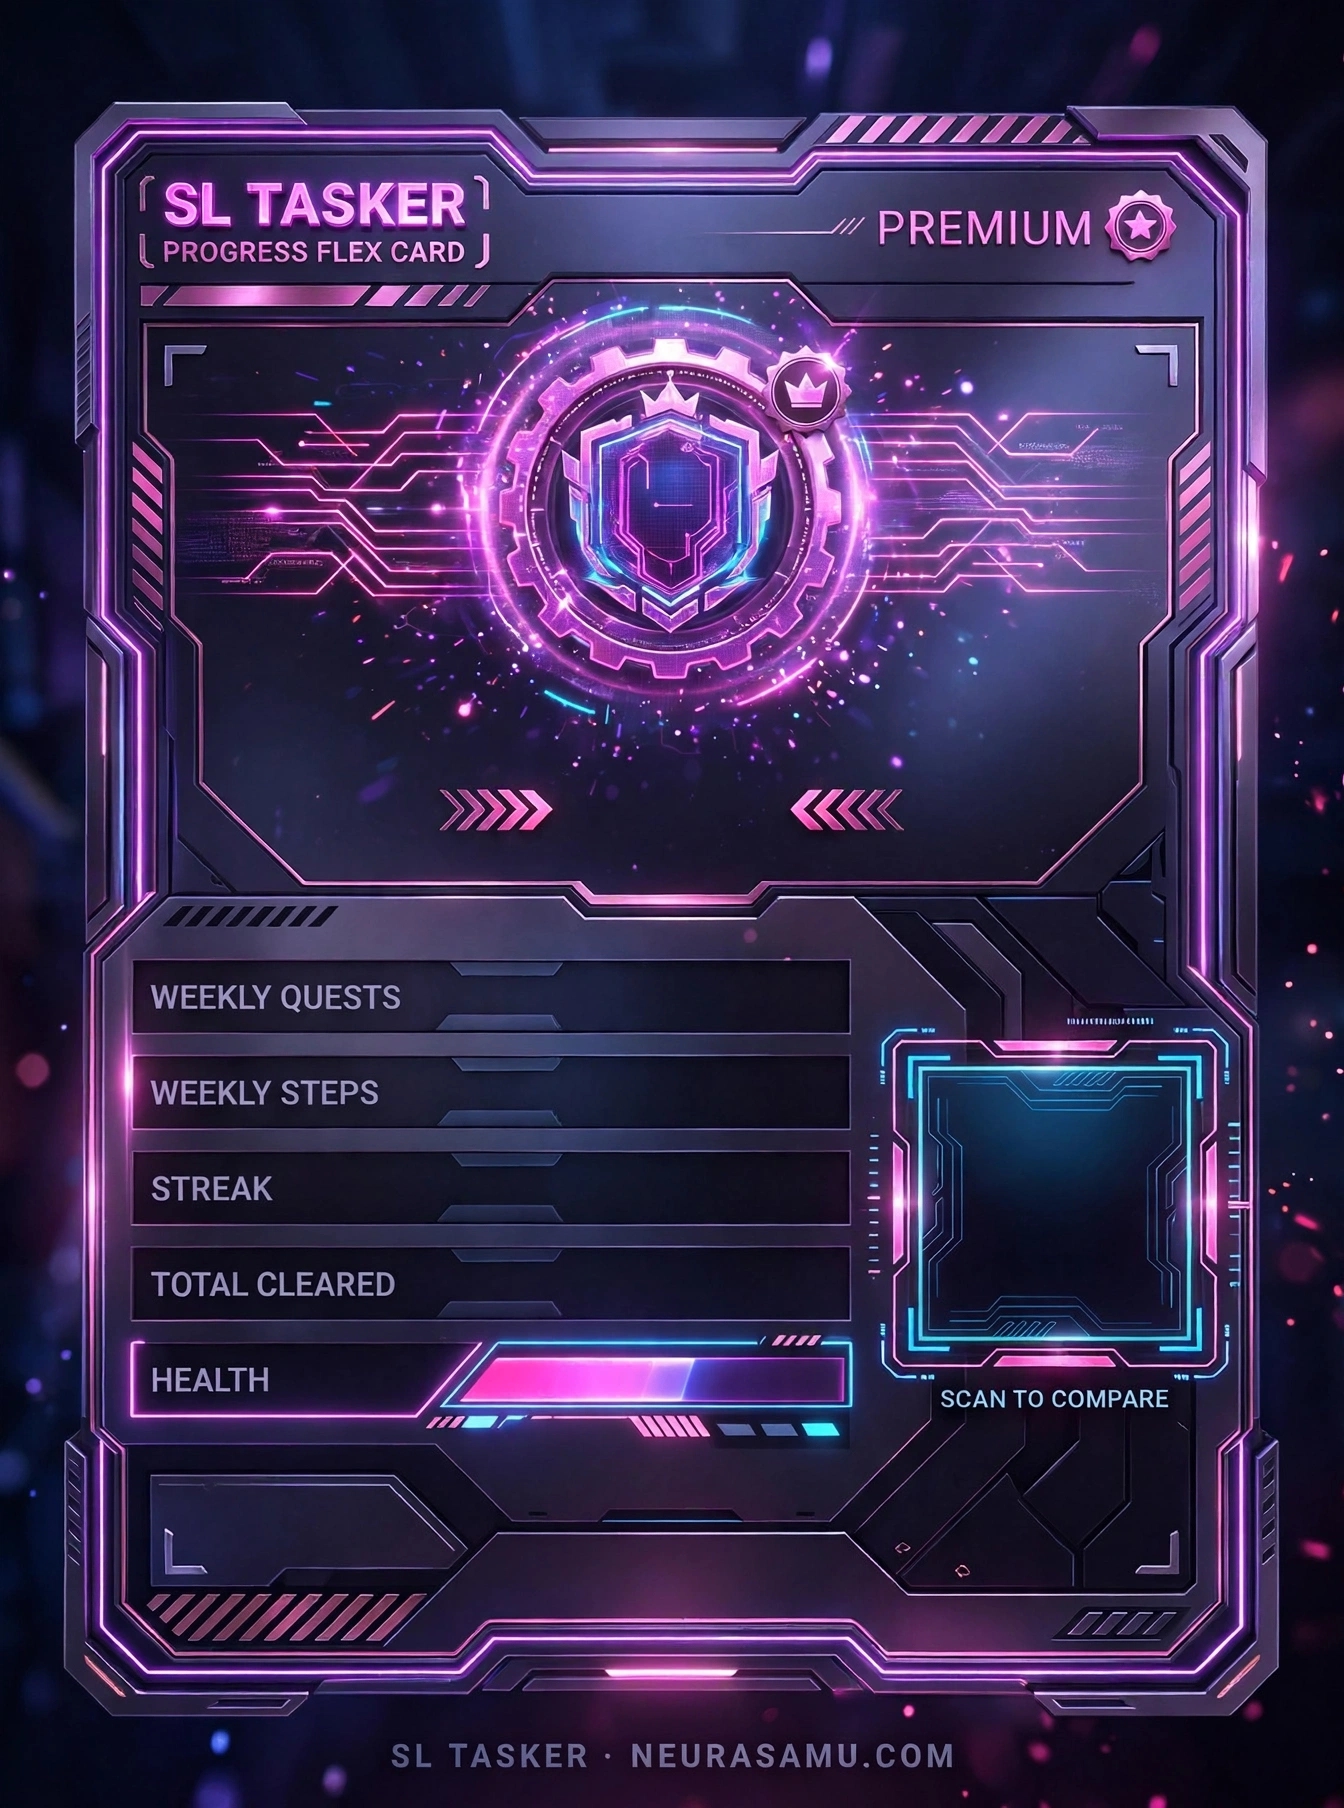 SL TASKER
PROGRESS FLEX CARD
PREMIUM
WEEKLY QUESTS
WEEKLY STEPS
STREAK
TOTAL CLEARED
HEALTH
SCAN TO COMPARE
SL TASKER · NEURASAMU.COM